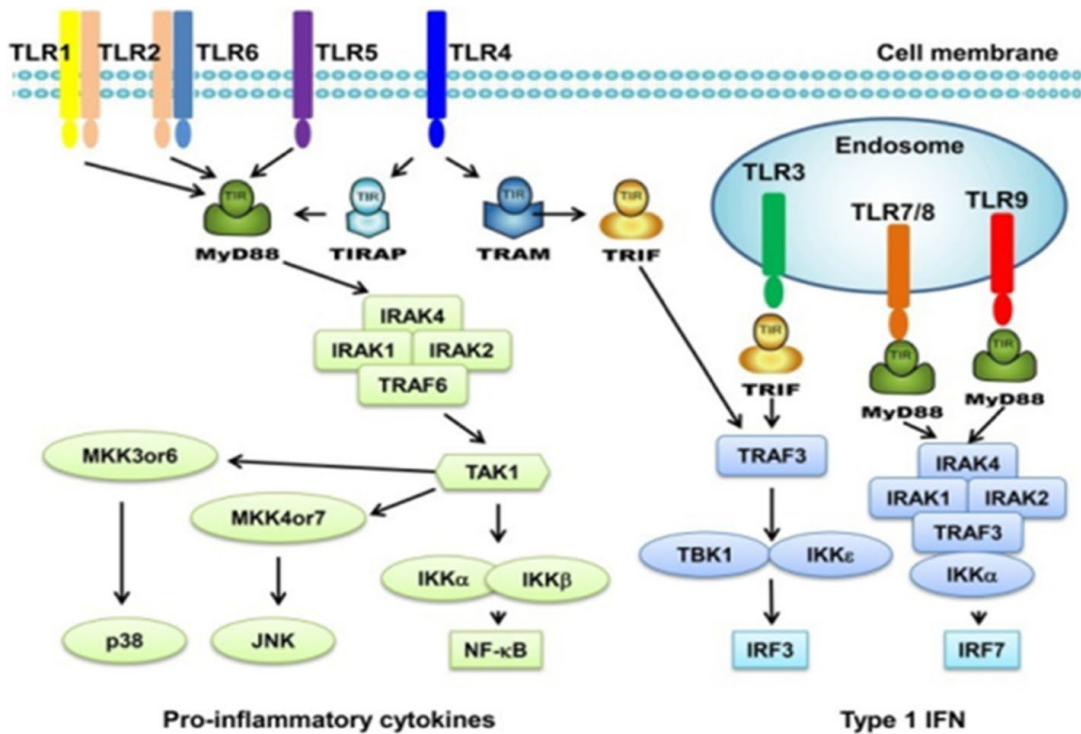 TLR1 TLR2 TLR6 TLR5 TLR4 Cell membrane
Endosome
TLR3
TLR7/8 TLR9
TIR TIR TIR TIR
MyD88 TIRAP TRAM TRIF
IRAK4
IRAK1 IRAK2
TRAF6
TIR
TRIF
TIR
MyD88
TIR
MyD88
MKK3or6
TAK1
MKK4or7
IKKα IKKβ
p38 JNK NF-κB
TRAF3
TBK1 IKKε
IRF3
IRAK4
IRAK1 IRAK2
TRAF3
IKKα
IRF7
Pro-inflammatory cytokines Type 1 IFN